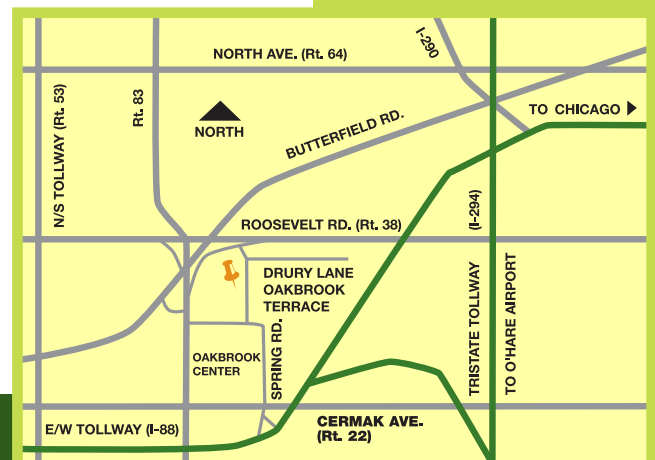 NORTH AVE. (Rt. 64)
I-290
N/S TOLLWAY (Rt. 53)
Rt. 83
NORTH
BUTTERFIELD RD.
TO CHICAGO
ROOSEVELT RD. (Rt. 38)
(I-294)
TRISTATE TOLLWAY
TO O'HARE AIRPORT
DRURY LANE
OAKBROOK
TERRACE
OAKBROOK
CENTER
SPRING RD.
E/W TOLLWAY (I-88)
CERMAK AVE.
(Rt. 22)